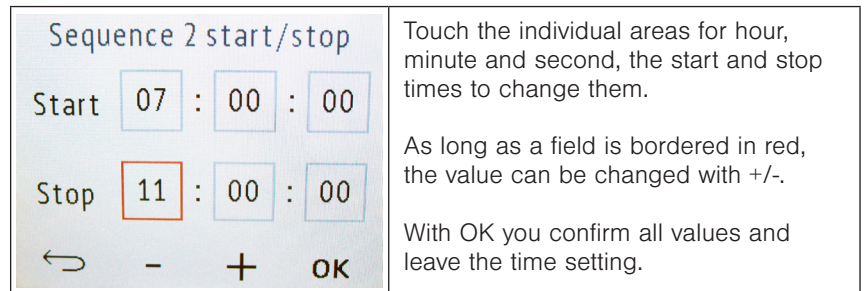 Sequence 2 start/stop
Start 07 : 00 : 00
Stop 11 : 00 : 00
- + OK
Touch the individual areas for hour,
minute and second, the start and stop
times to change them.
As long as a field is bordered in red,
the value can be changed with +/-.
With OK you confirm all values and
leave the time setting.